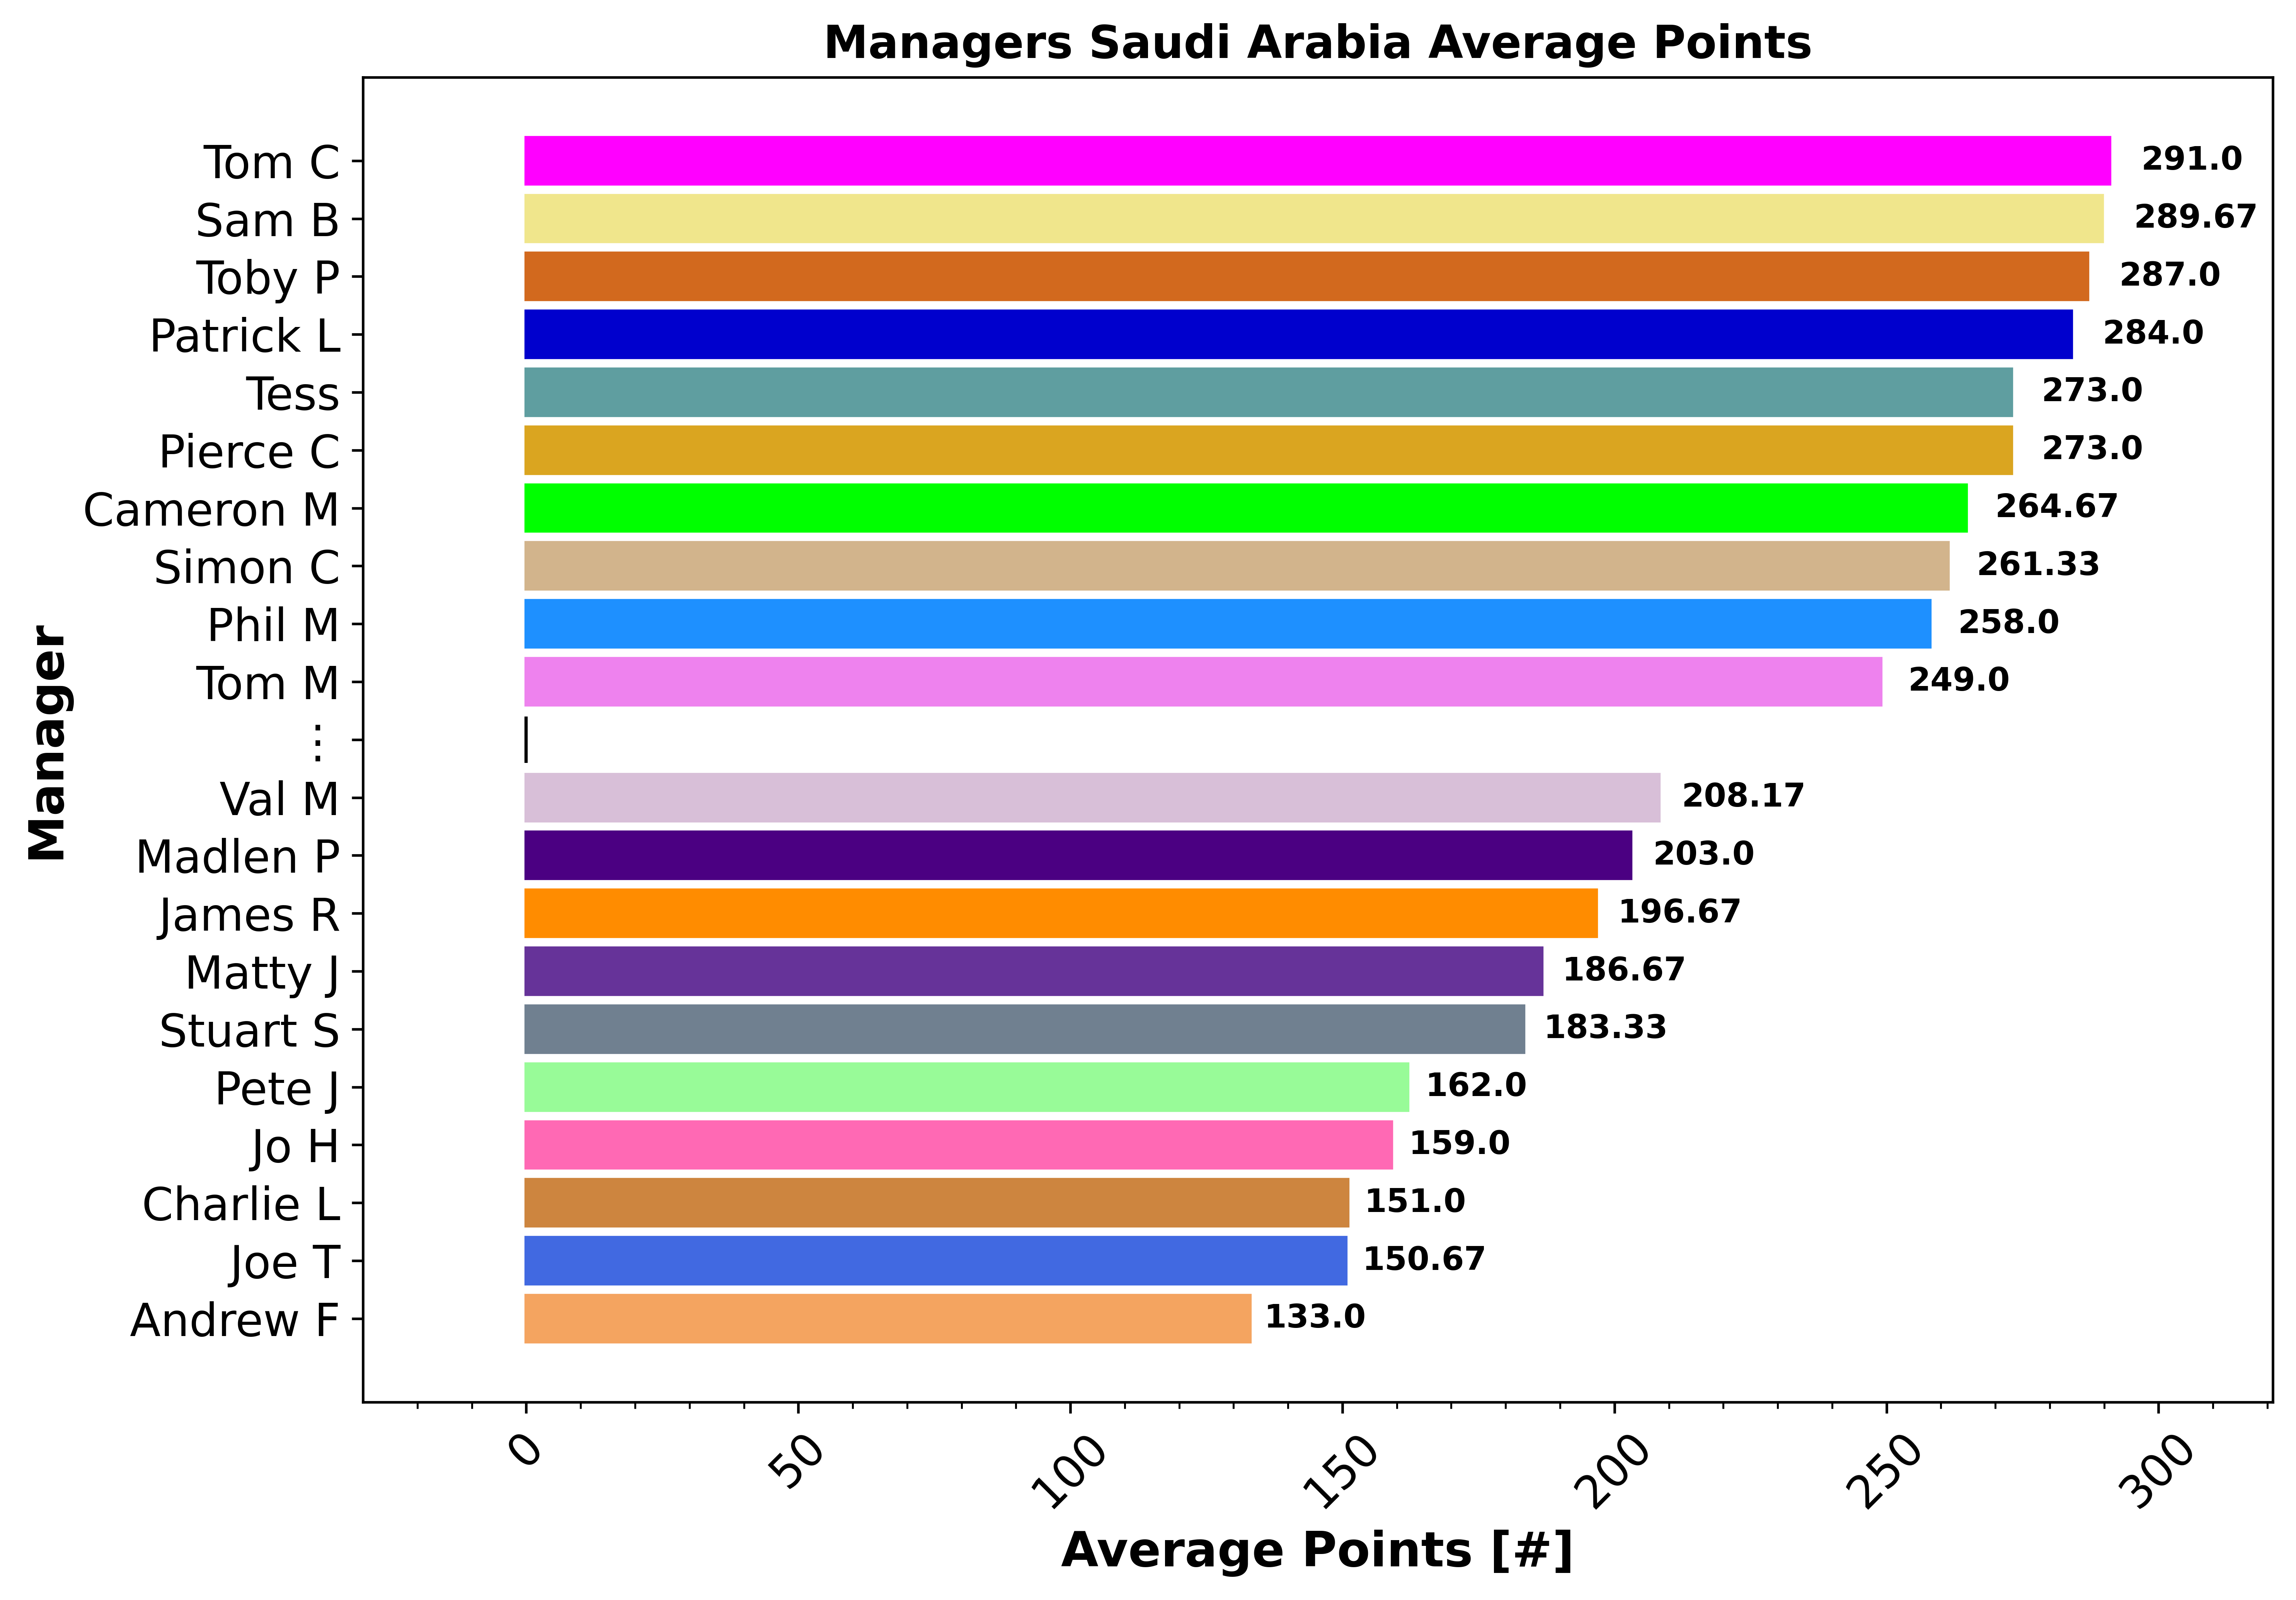 Managers Saudi Arabia Average Points
Manager
Tom C 291.0
Sam B 289.67
Toby P 287.0
Patrick L 284.0
Tess 273.0
Pierce C 273.0
Cameron M 264.67
Simon C 261.33
Phil M 258.0
Tom M 249.0
⋮
Val M 208.17
Madlen P 203.0
James R 196.67
Matty J 186.67
Stuart S 183.33
Pete J 162.0
Jo H 159.0
Charlie L 151.0
Joe T 150.67
Andrew F 133.0
0 50 100 150 200 250 300
Average Points [#]